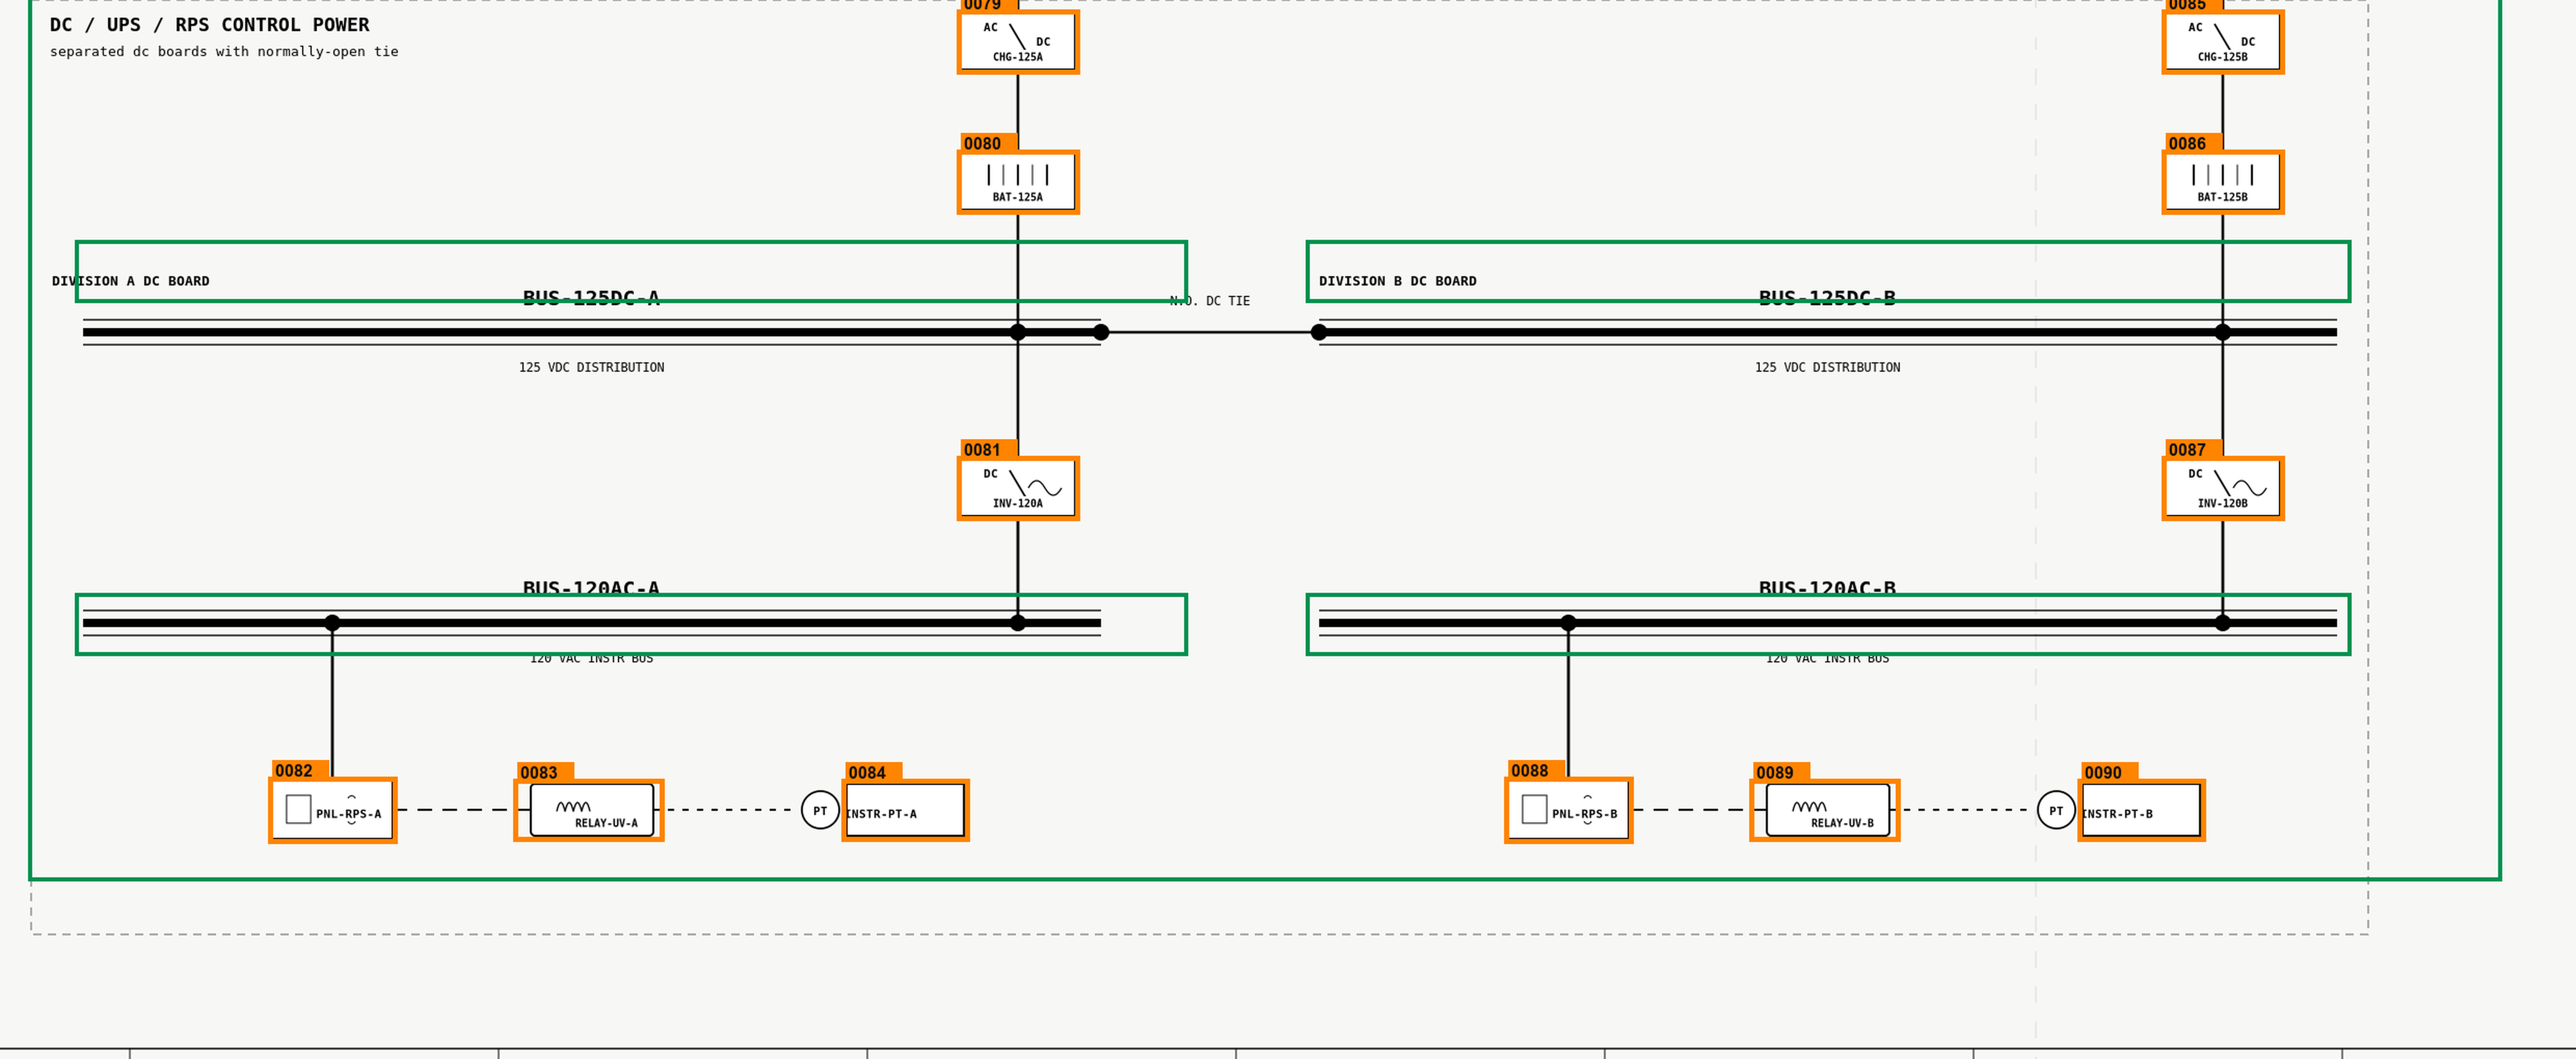 0079
0085
DC / UPS / RPS CONTROL POWER
separated dc boards with normally-open tie
AC
DC
CHG-125A
AC
DC
CHG-125B
0080
BAT-125A
0086
BAT-125B
DIVISION A DC BOARD
BUS-125DC-A
N.O. DC TIE
DIVISION B DC BOARD
BUS-125DC-B
125 VDC DISTRIBUTION
125 VDC DISTRIBUTION
0081
DC
INV-120A
0087
DC
INV-120B
BUS-120AC-A
BUS-120AC-B
120 VAC INSTR BUS
120 VAC INSTR BUS
0082
PNL-RPS-A
0083
RELAY-UV-A
PT
0084
INSTR-PT-A
0088
PNL-RPS-B
0089
RELAY-UV-B
PT
0090
INSTR-PT-B